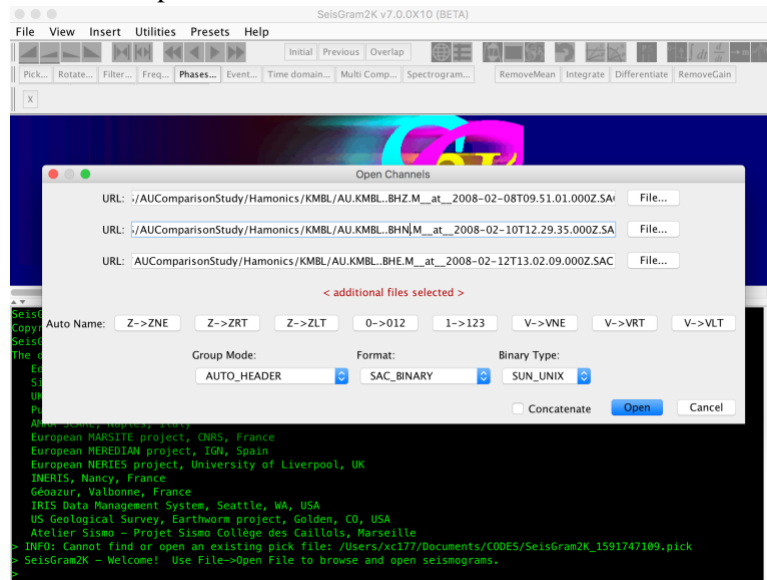 SeisGram2K v7.0.0X10 (BETA)
File View Insert Utilities Presets Help
Initial Previous Overlap
Pick... Rotate... Filter... Freq... Phases... Event... Time domain... Multi Comp... Spectrogram... RemoveMean Integrate Differentiate RemoveGain
X
Open Channels
URL: :/AUComparisonStudy/Hamonics/KMBL/AU.KMBL..BHZ.M__at__2008-02-08T09.51.01.000Z.SA File...
URL: :/AUComparisonStudy/Hamonics/KMBL/AU.KMBL..BHN.M__at__2008-02-10T12.29.35.000Z.SA File...
URL: AUComparisonStudy/Hamonics/KMBL/AU.KMBL..BHE.M__at__2008-02-12T13.02.09.000Z.SAC File...
< additional files selected >
Auto Name: Z->ZNE Z->ZRT Z->ZLT 0->012 1->123 V->VNE V->VRT V->VLT
Group Mode: Format: Binary Type:
AUTO_HEADER SAC_BINARY SUN_UNIX
Concatenate Open Cancel
SeisG
Copyr
SeisG
The d
Ed
Si
UK
Pu
European MARSITE project, CNRS, France
European MEREDIAN project, IGN, Spain
European NERIES project, University of Liverpool, UK
INERIS, Nancy, France
Géoazur, Valbonne, France
IRIS Data Management System, Seattle, WA, USA
US Geological Survey, Earthworm project, Golden, CO, USA
Atelier Sismo - Projet Sismo Collège des Caillols, Marseille
> INFO: Cannot find or open an existing pick file: /Users/xc177/Documents/CODES/SeisGram2K_1591747109.pick
> SeisGram2K - Welcome! Use File->Open File to browse and open seismograms.
>